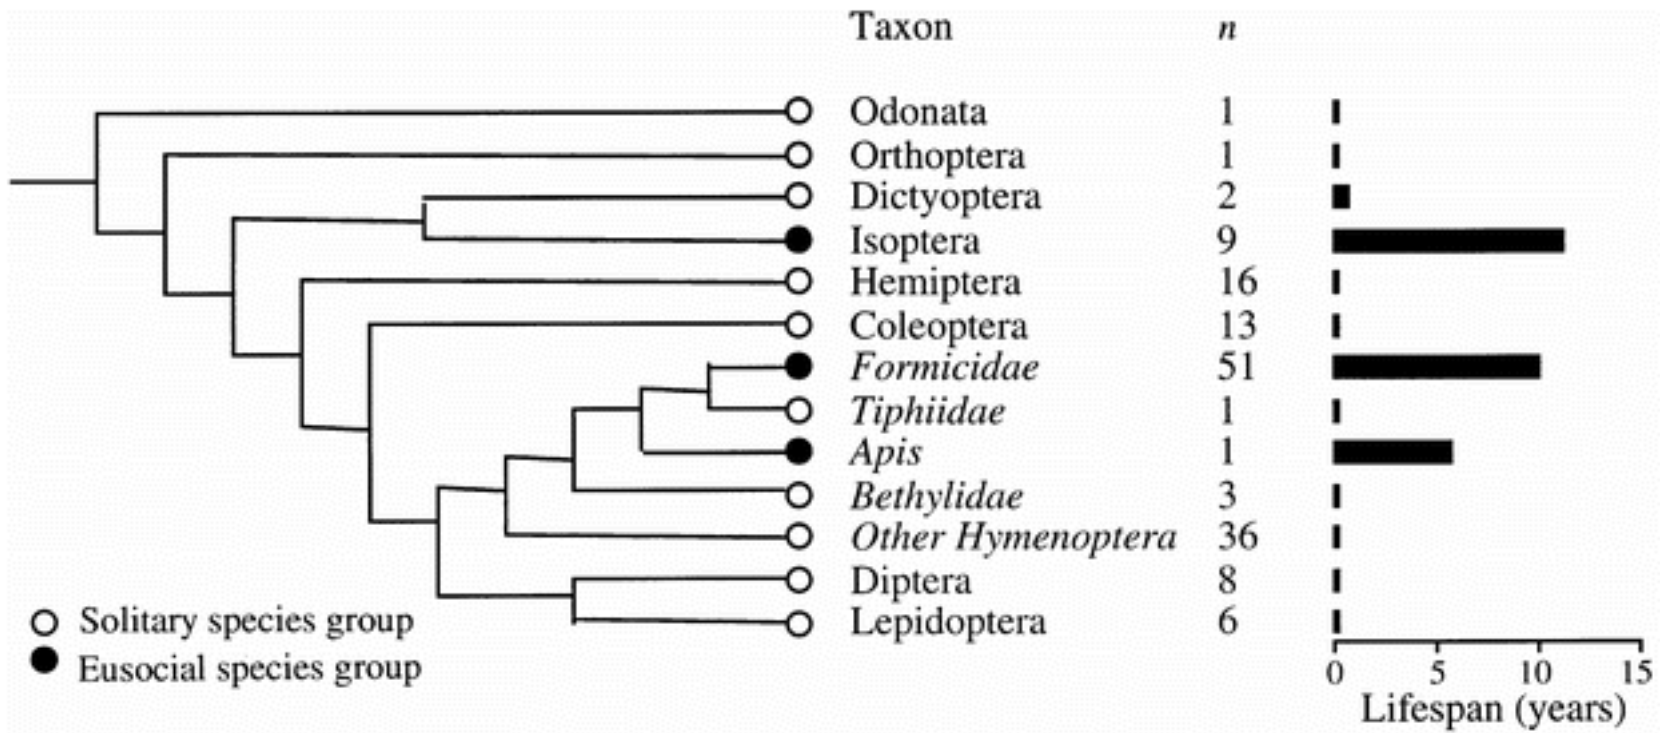 Taxon n
Odonata 1
Orthoptera 1
Dictyoptera 2
Isoptera 9
Hemiptera 16
Coleoptera 13
Formicidae 51
Tiphiidae 1
Apis 1
Bethylidae 3
Other Hymenoptera 36
Diptera 8
Lepidoptera 6
Solitary species group
Eusocial species group
0 5 10 15
Lifespan (years)